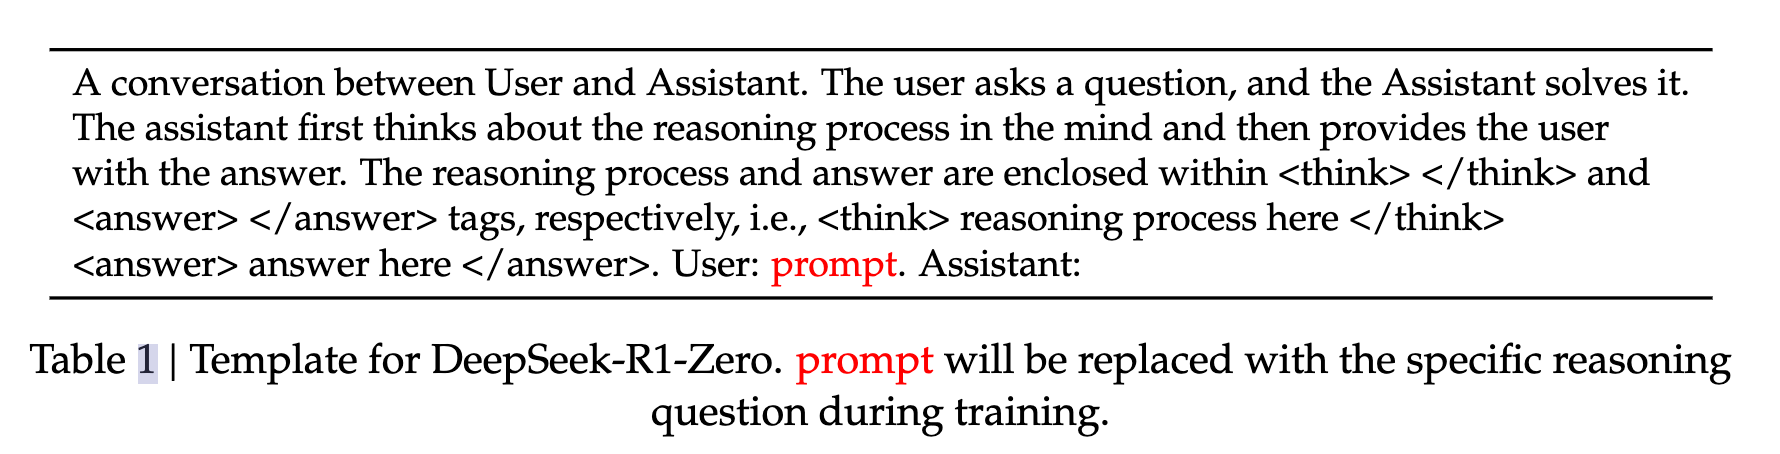 A conversation between User and Assistant. The user asks a question, and the Assistant solves it.
The assistant first thinks about the reasoning process in the mind and then provides the user
with the answer. The reasoning process and answer are enclosed within <think> </think> and
<answer> </answer> tags, respectively, i.e., <think> reasoning process here </think>
<answer> answer here </answer>. User: prompt. Assistant:
Table 1 | Template for DeepSeek-R1-Zero. prompt will be replaced with the specific reasoning
question during training.